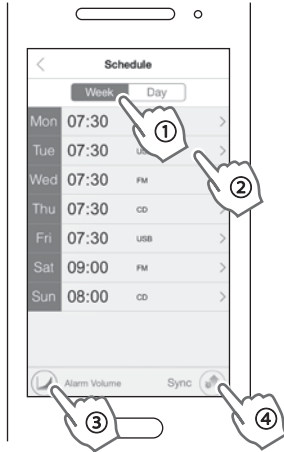 Schedule
Week Day
Mon 07:30
Tue 07:30
Wed 07:30 FM
Thu 07:30 CD
Fri 07:30 USB
Sat 09:00 FM
Sun 08:00 CD
Alarm Volume Sync
1
2
3
4